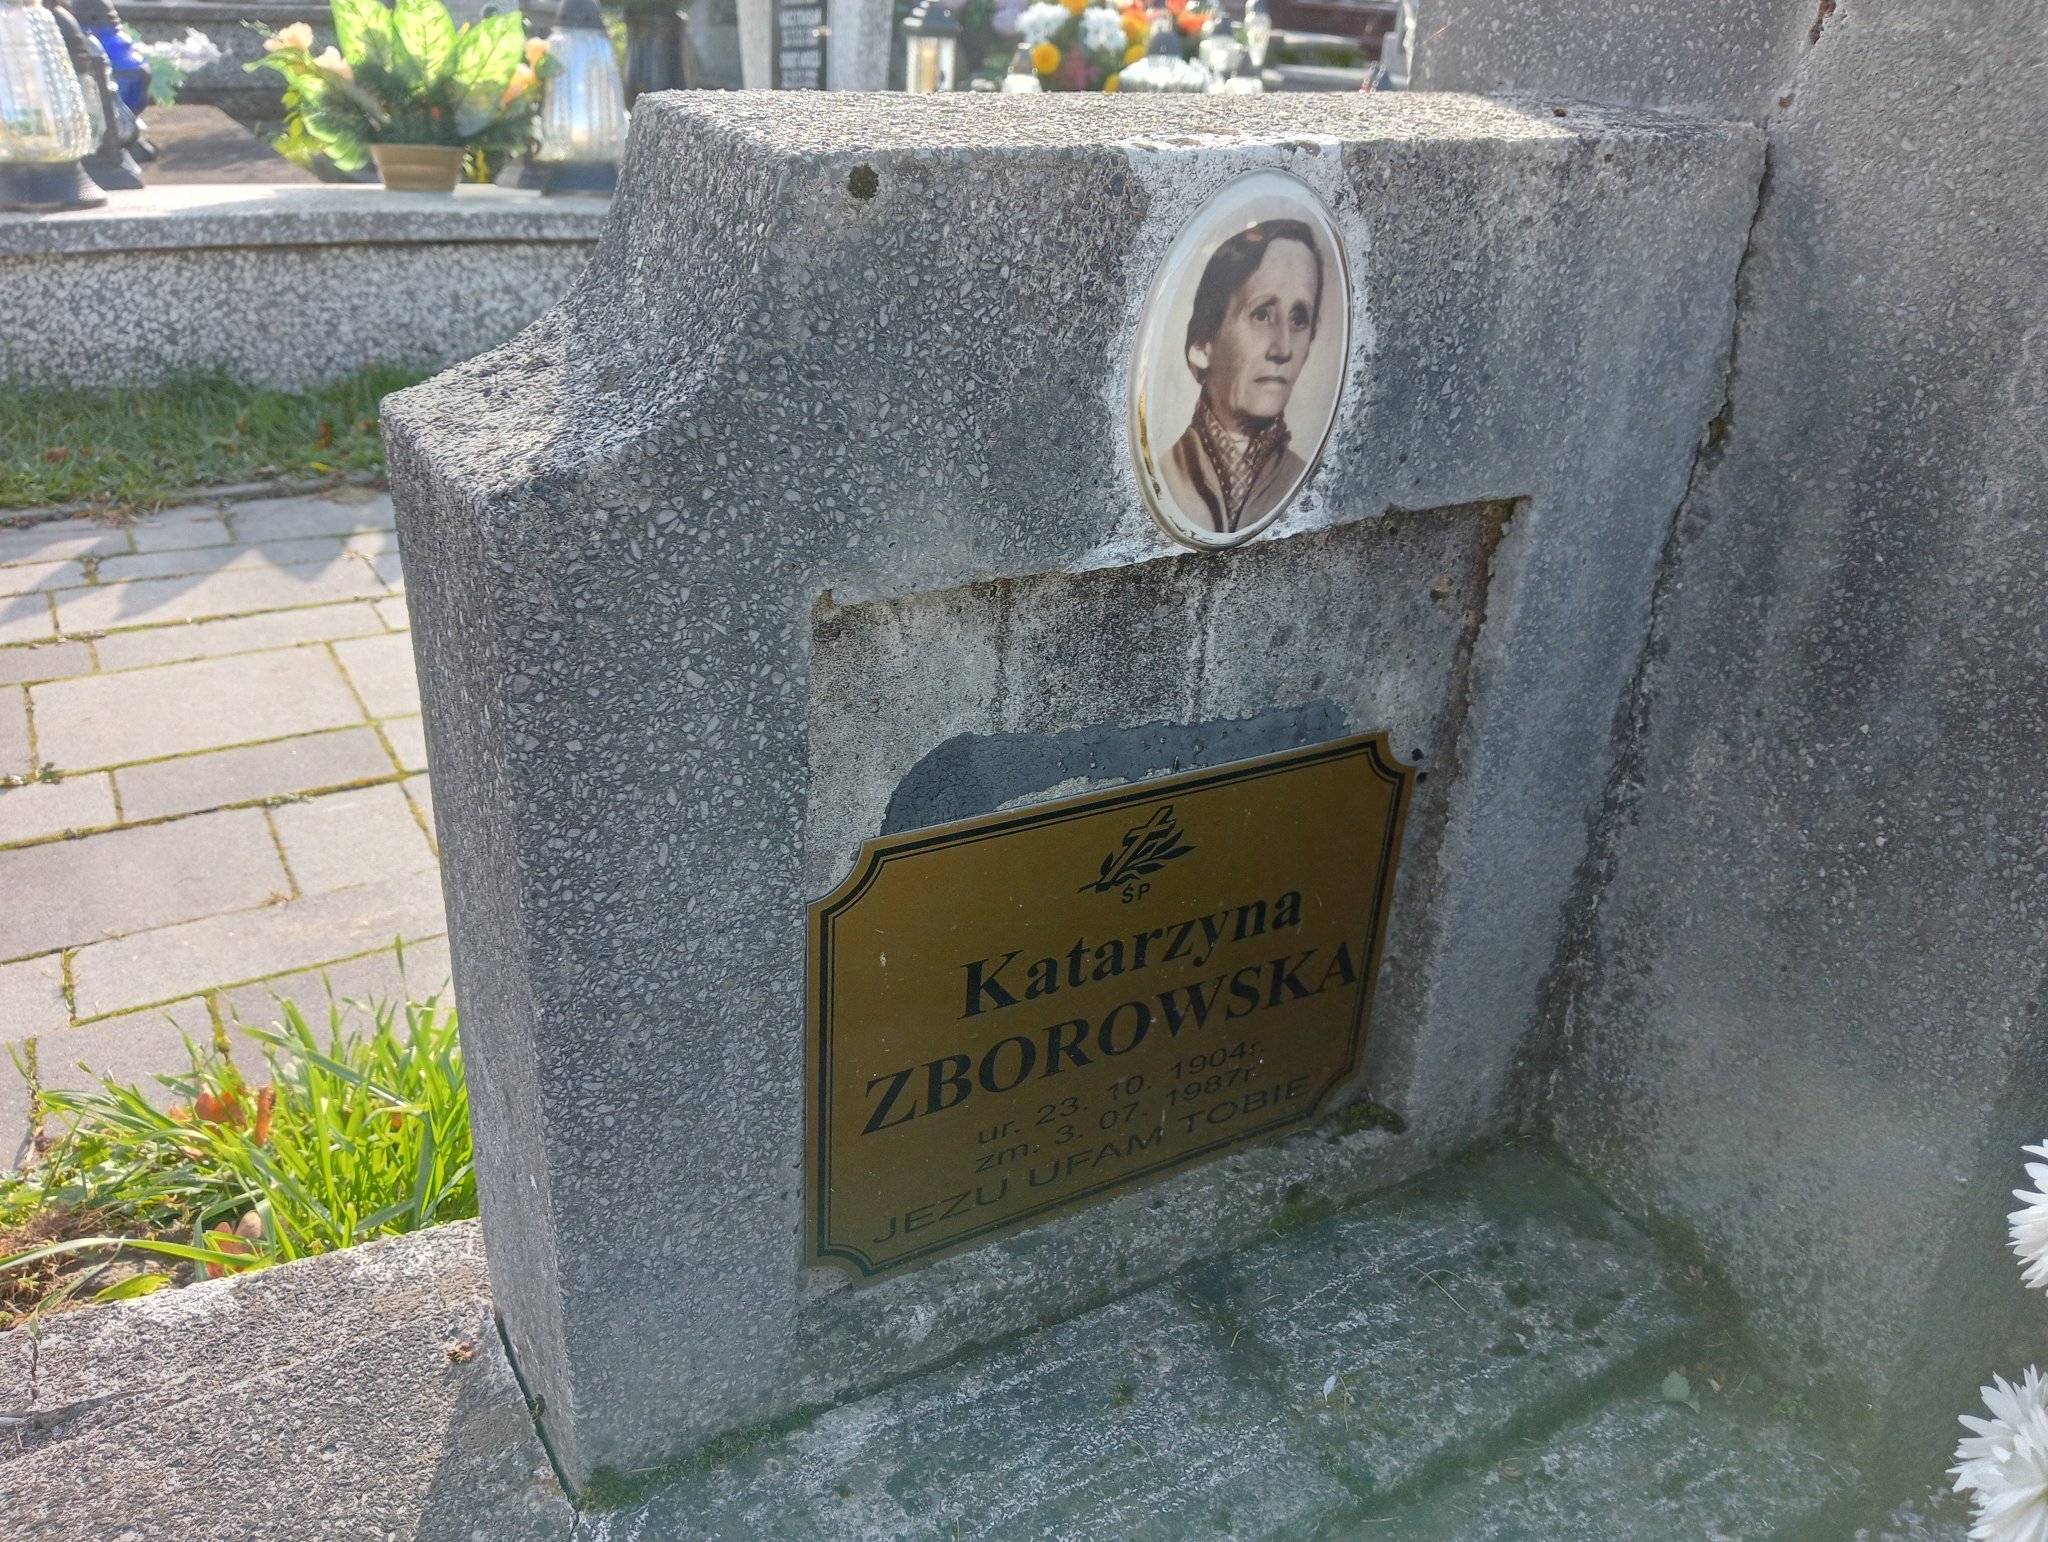 ŚP
Katarzyna
ZBOROWSKA
ur. 23. 10. 1904r.
zm. 3. 07. 1987r.
JEZU UFAM TOBIE